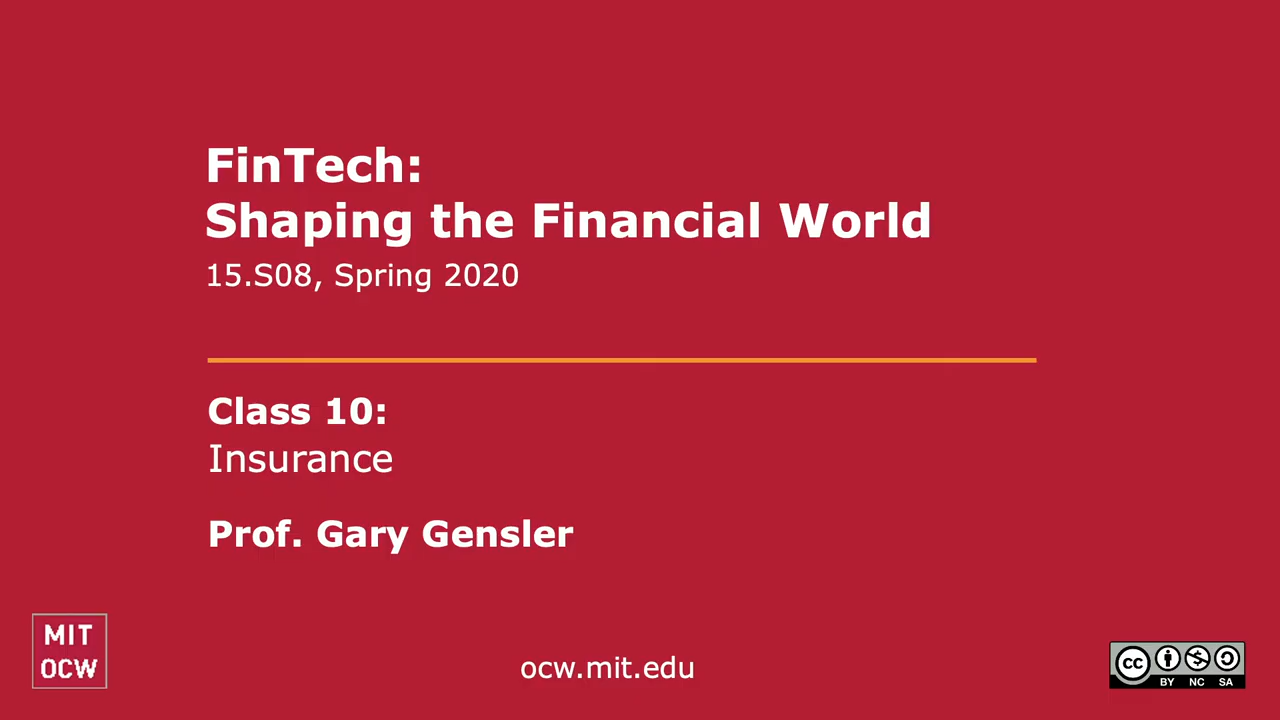 FinTech:
Shaping the Financial World
15.S08, Spring 2020
Class 10:
Insurance
Prof. Gary Gensler
MIT
OCW
ocw.mit.edu
cc
BY NC SA